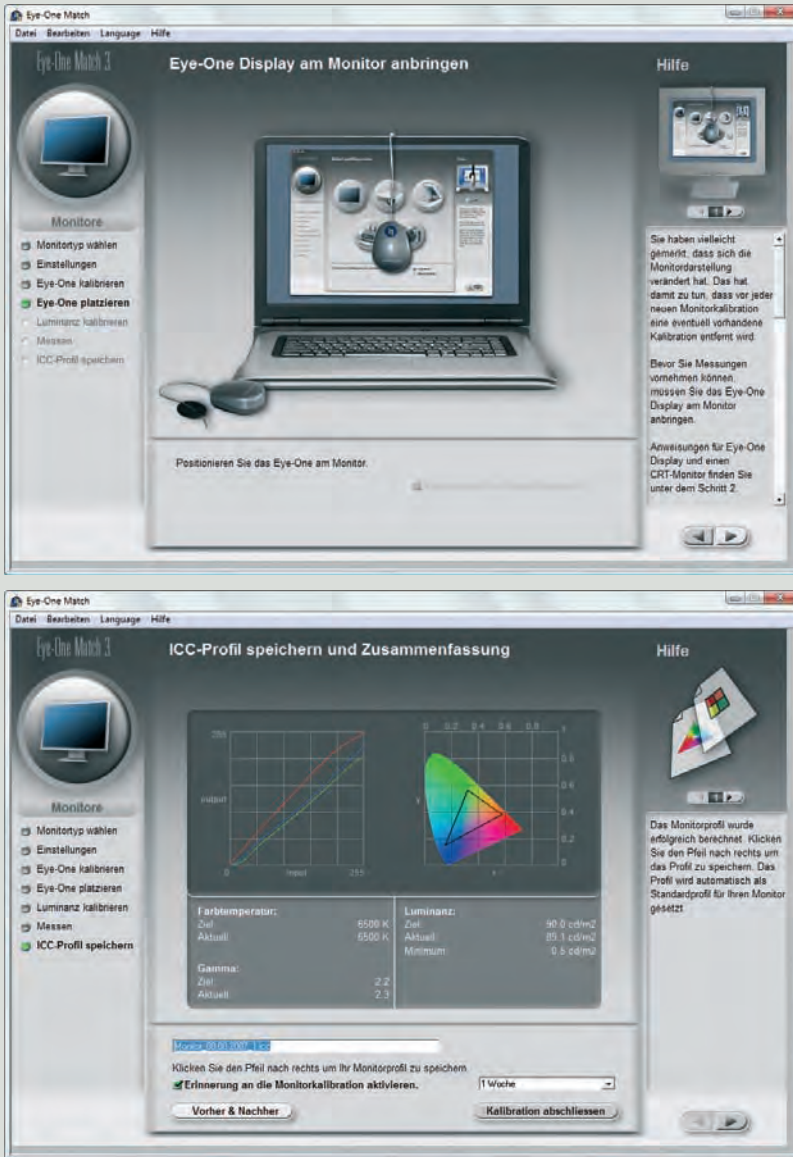 Eye-One Match
Datei Bearbeiten Language Hilfe
Eye-One Match 3
Eye-One Display am Monitor anbringen
Hilfe
Monitore
Monitortyp wählen
Einstellungen
Eye-One kalibrieren
Eye-One platzieren
Luminanz kalibrieren
Messen
ICC-Profil speichern
Positionieren Sie das Eye-One am Monitor.
Sie haben vielleicht
gemerkt, dass sich die
Monitordarstellung
verändert hat. Das hat
damit zu tun, dass vor jeder
neuen Monitorkalibration
eine eventuell vorhandene
Kalibration entfernt wird.
Bevor Sie Messungen
vornehmen können,
müssen Sie das Eye-One
Display am Monitor
anbringen.
Anweisungen für Eye-One
Display und einen
CRT-Monitor finden Sie
unter dem Schritt 2.
Eye-One Match
Datei Bearbeiten Language Hilfe
Eye-One Match 3
ICC-Profil speichern und Zusammenfassung
Hilfe
Monitore
Monitortyp wählen
Einstellungen
Eye-One kalibrieren
Eye-One platzieren
Luminanz kalibrieren
Messen
ICC-Profil speichern
255
output
0 input 255
0 0.2 0.4 0.6 0.8 y
0.8
0.6
0.4
0.2
0
Farbtemperatur:
Ziel: 6500 K
Aktuell: 6500 K
Gamma:
Ziel: 2.2
Aktuell: 2.3
Luminanz:
Ziel: 90.0 cd/m2
Aktuell: 89.1 cd/m2
Minimum: 0.5 cd/m2
Klicken Sie den Pfeil nach rechts um Ihr Monitorprofil zu speichern
Erinnerung an die Monitorkalibration aktivieren.
1 Woche
Vorher & Nachher
Kalibration abschliessen
Das Monitorprofil wurde
erfolgreich berechnet. Klicken
Sie den Pfeil nach rechts um
das Profil zu speichern. Das
Profil wird automatisch als
Standardprofil für Ihren Monitor
gesetzt.